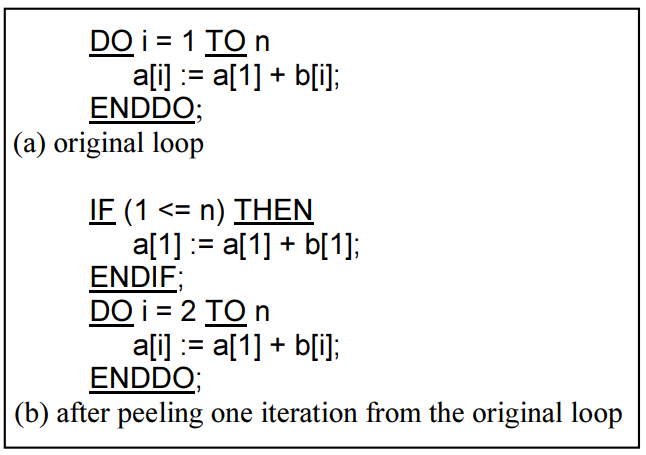 DO i = 1 TO n
a[i] := a[1] + b[i];
ENDDO;
(a) original loop
IF (1 <= n) THEN
a[1] := a[1] + b[1];
ENDIF;
DO i = 2 TO n
a[i] := a[1] + b[i];
ENDDO;
(b) after peeling one iteration from the original loop